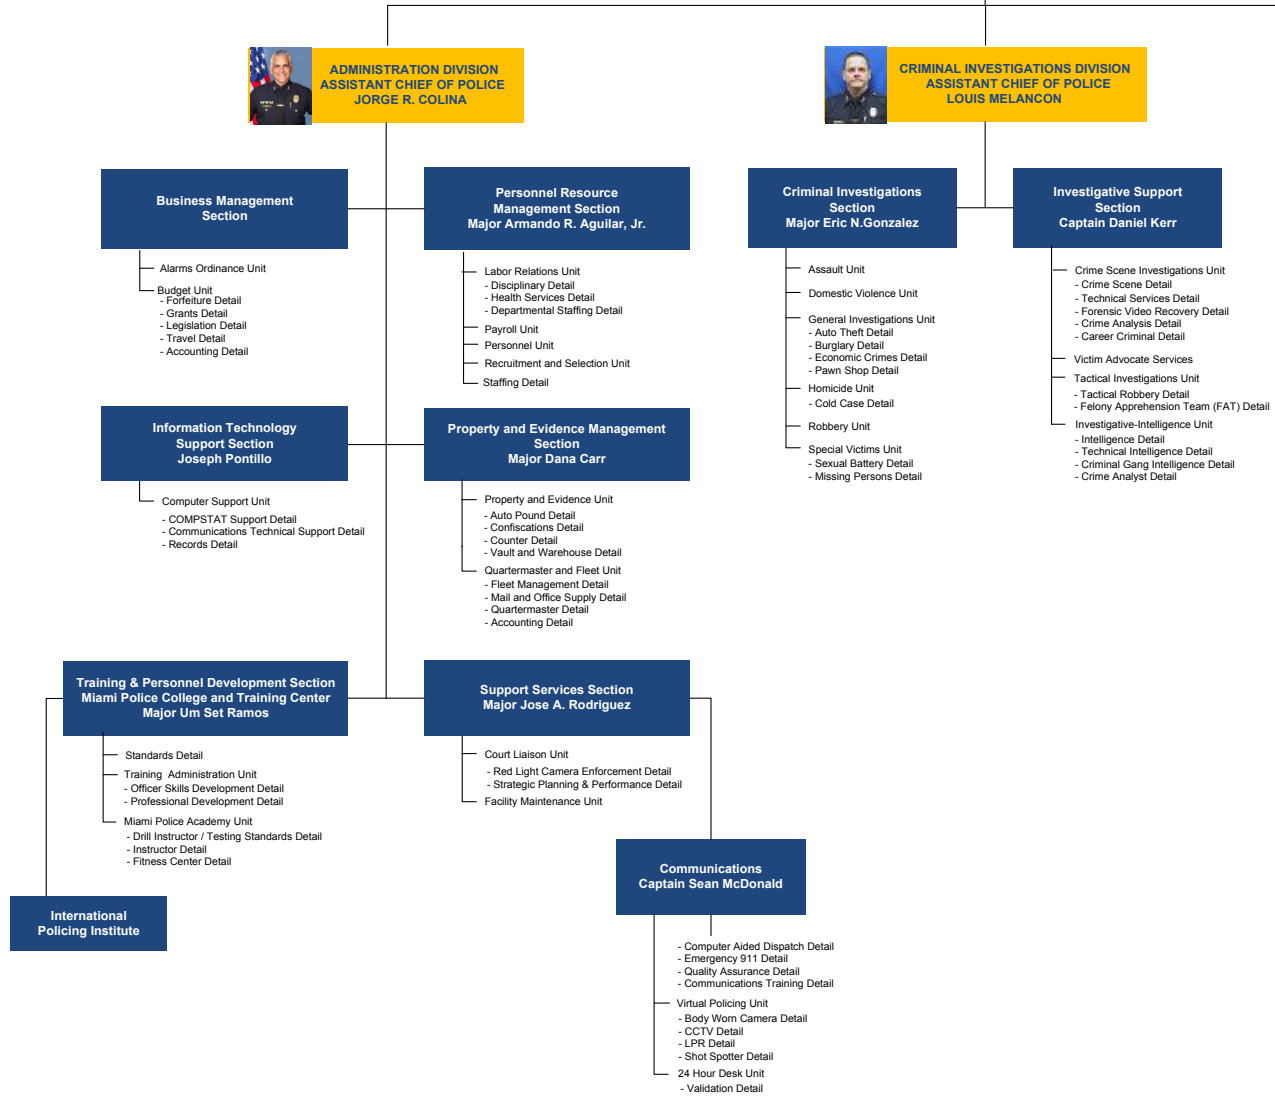 ADMINISTRATION DIVISION
ASSISTANT CHIEF OF POLICE
JORGE R. COLINA
CRIMINAL INVESTIGATIONS DIVISION
ASSISTANT CHIEF OF POLICE
LOUIS MELANCON
Business Management
Section
Alarms Ordinance Unit
Budget Unit
- Forfeiture Detail
- Grants Detail
- Legislation Detail
- Travel Detail
- Accounting Detail
Personnel Resource
Management Section
Major Armando R. Aguilar, Jr.
Labor Relations Unit
- Disciplinary Detail
- Health Services Detail
- Departmental Staffing Detail
Payroll Unit
Personnel Unit
Recruitment and Selection Unit
Staffing Detail
Criminal Investigations
Section
Major Eric N.Gonzalez
Assault Unit
Domestic Violence Unit
General Investigations Unit
- Auto Theft Detail
- Burglary Detail
- Economic Crimes Detail
- Pawn Shop Detail
Homicide Unit
- Cold Case Detail
Robbery Unit
Special Victims Unit
- Sexual Battery Detail
- Missing Persons Detail
Investigative Support
Section
Captain Daniel Kerr
Crime Scene Investigations Unit
- Crime Scene Detail
- Technical Services Detail
- Forensic Video Recovery Detail
- Crime Analysis Detail
- Career Criminal Detail
Victim Advocate Services
Tactical Investigations Unit
- Tactical Robbery Detail
- Felony Apprehension Team (FAT) Detail
Investigative-Intelligence Unit
- Intelligence Detail
- Technical Intelligence Detail
- Criminal Gang Intelligence Detail
- Crime Analyst Detail
Information Technology
Support Section
Joseph Pontillo
Computer Support Unit
- COMPSTAT Support Detail
- Communications Technical Support Detail
- Records Detail
Property and Evidence Management
Section
Major Dana Carr
Property and Evidence Unit
- Auto Pound Detail
- Confiscations Detail
- Counter Detail
- Vault and Warehouse Detail
Quartermaster and Fleet Unit
- Fleet Management Detail
- Mail and Office Supply Detail
- Quartermaster Detail
- Accounting Detail
Training & Personnel Development Section
Miami Police College and Training Center
Major Um Set Ramos
Standards Detail
Training Administration Unit
- Officer Skills Development Detail
- Professional Development Detail
Miami Police Academy Unit
- Drill Instructor / Testing Standards Detail
- Instructor Detail
- Fitness Center Detail
International
Policing Institute
Support Services Section
Major Jose A. Rodriguez
Court Liaison Unit
- Red Light Camera Enforcement Detail
- Strategic Planning & Performance Detail
Facility Maintenance Unit
Communications
Captain Sean McDonald
- Computer Aided Dispatch Detail
- Emergency 911 Detail
- Quality Assurance Detail
- Communications Training Detail
Virtual Policing Unit
- Body Worn Camera Detail
- CCTV Detail
- LPR Detail
- Shot Spotter Detail
24 Hour Desk Unit
- Validation Detail